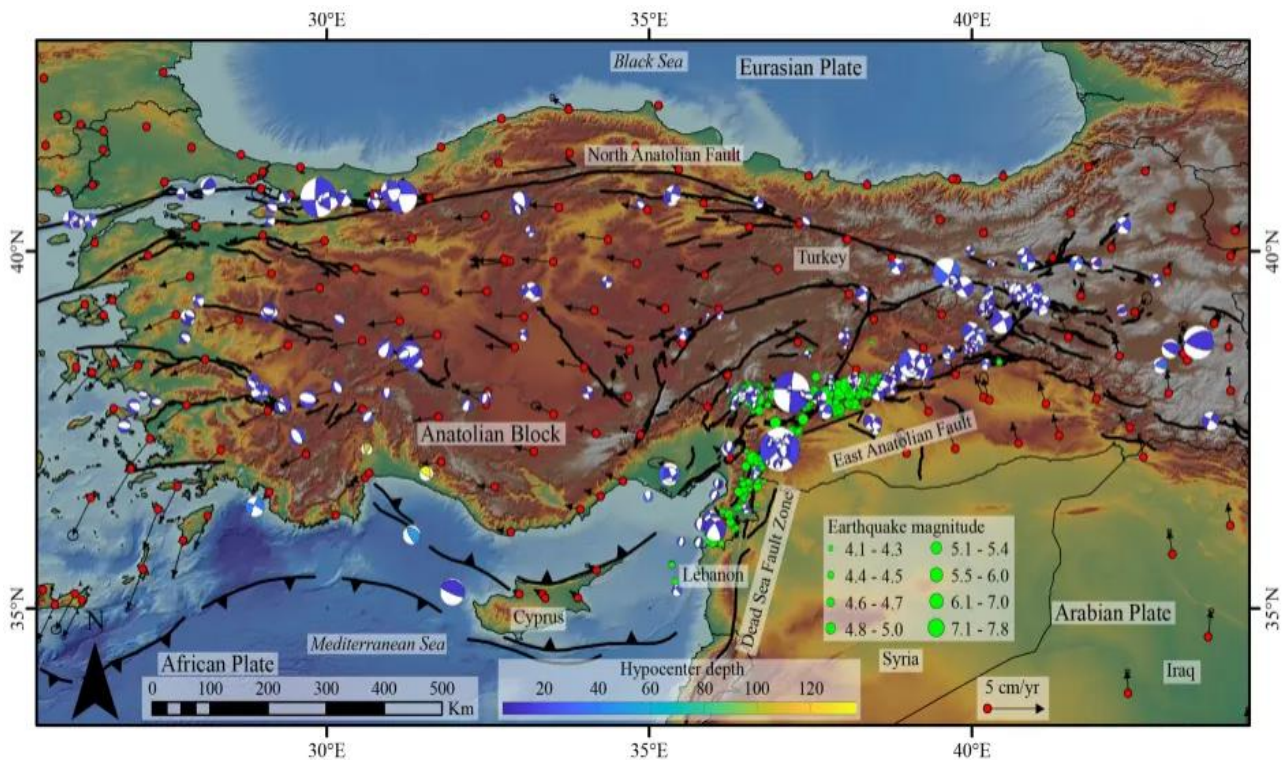 30°E 35°E 40°E
Black Sea
Eurasian Plate
North Anatolian Fault
40°N 40°N
Turkey
Anatolian Block
East Anatolian Fault
Dead Sea Fault Zone
Earthquake magnitude
4.1 - 4.3 5.1 - 5.4
4.4 - 4.5 5.5 - 6.0
4.6 - 4.7 6.1 - 7.0
4.8 - 5.0 7.1 - 7.8
Lebanon
35°N 35°N
Cyprus
Arabian Plate
N
Mediterranean Sea
African Plate
Syria
Iraq
Hypocenter depth
20 40 60 80 100 120
0 100 200 300 400 500
Km
5 cm/yr
30°E 35°E 40°E